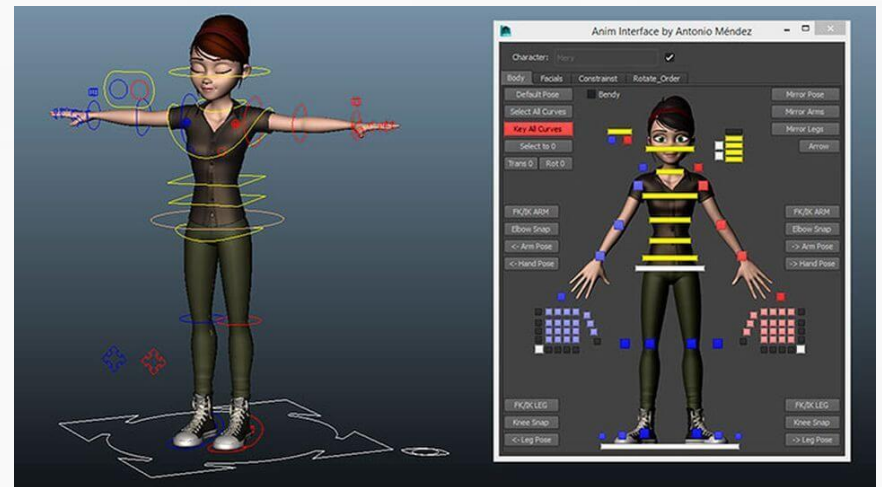 Anim Interface by Antonio Méndez
Character: Mery
Body Facials Constrainst Rotate_Order
Default Pose Bendy Mirror Pose
Select All Curves Mirror Arms
Key All Curves Mirror Legs
Select to 0 Arrow
Trans 0 Rot 0
FK/IK ARM FK/IK ARM
Elbow Snap Elbow Snap
<- Arm Pose -> Arm Pose
<- Hand Pose -> Hand Pose
FK/IK LEG FK/IK LEG
Knee Snap Knee Snap
<- Leg Pose -> Leg Pose